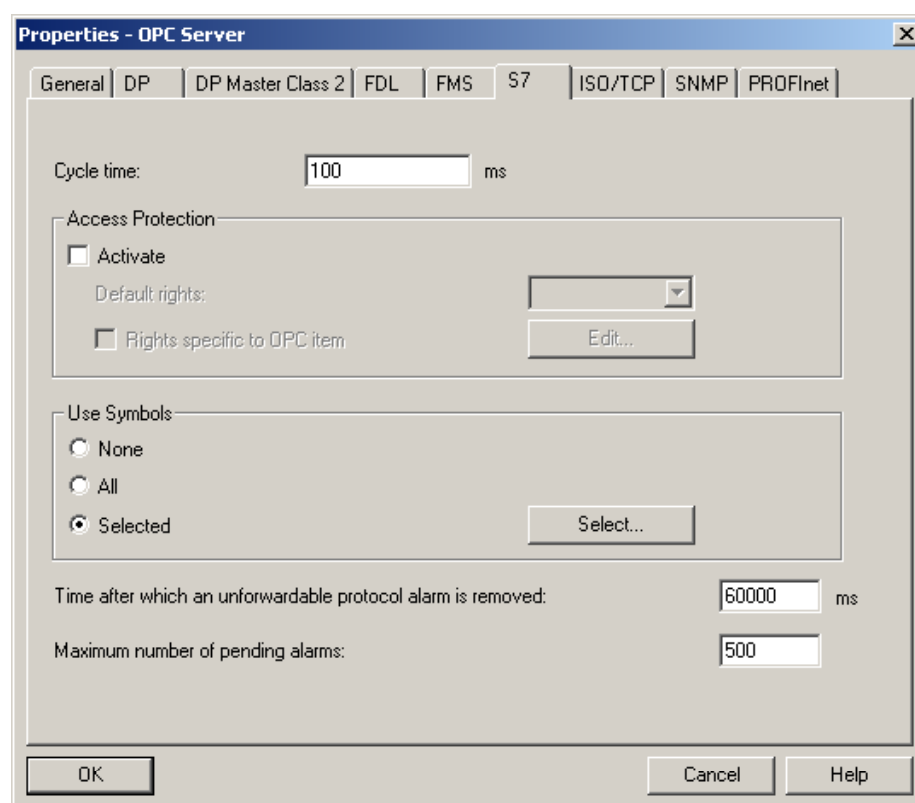 Properties - OPC Server
General DP DP Master Class 2 FDL FMS S7 ISO/TCP SNMP PROFInet
Cycle time: 100 ms
Access Protection
Activate
Default rights:
Rights specific to OPC item Edit...
Use Symbols
None
All
Selected Select...
Time after which an unforwardable protocol alarm is removed: 60000 ms
Maximum number of pending alarms: 500
OK Cancel Help